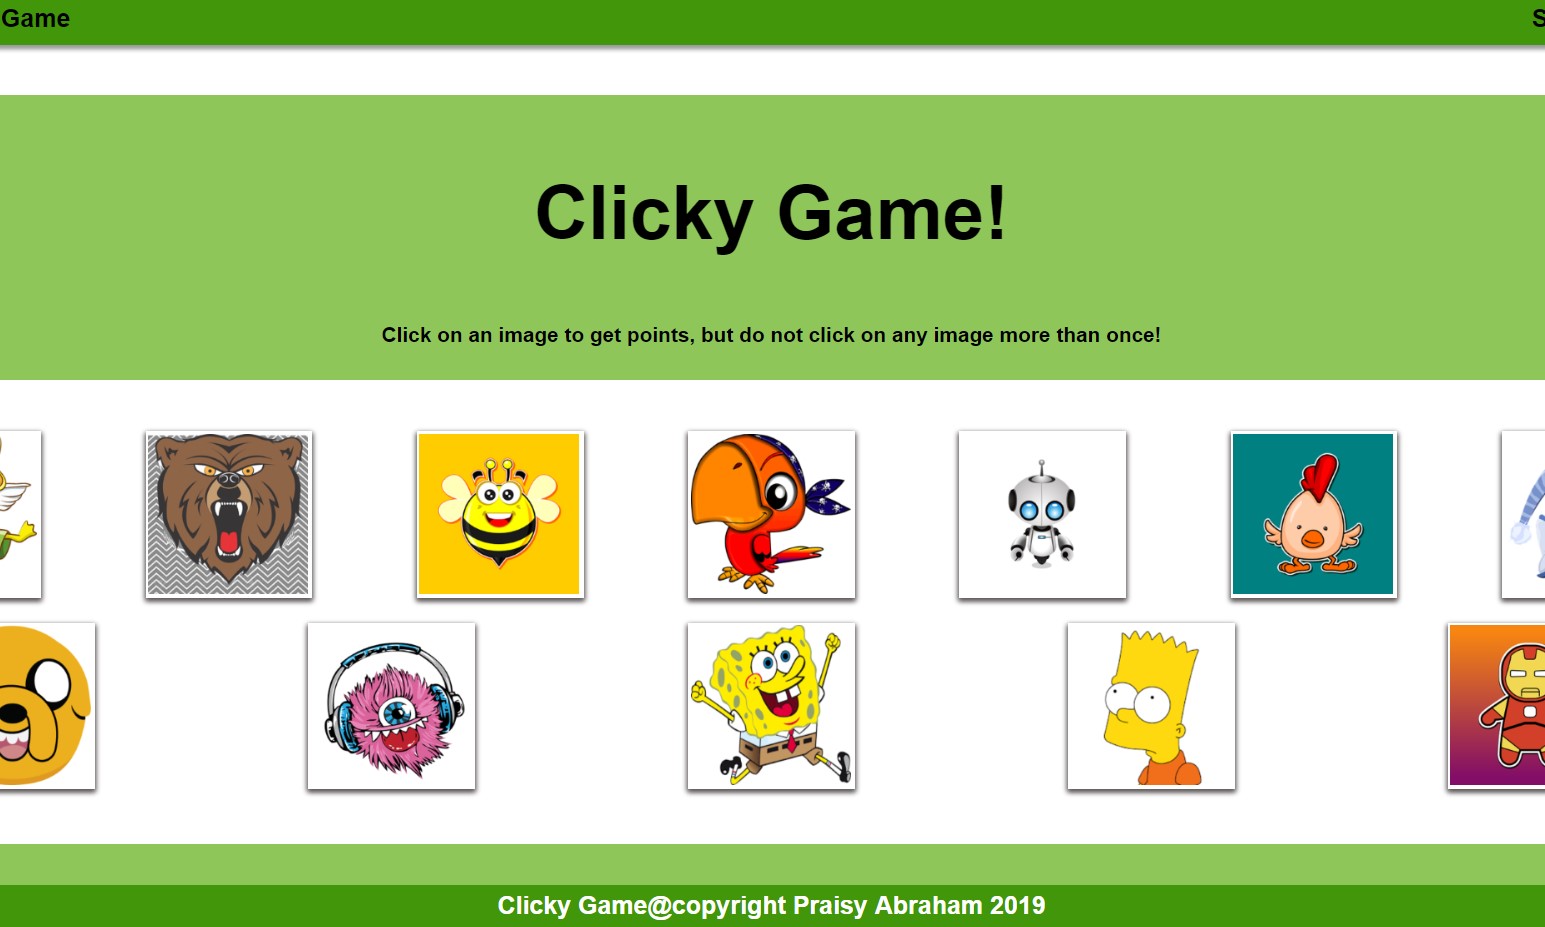 Game
Clicky Game!
Click on an image to get points, but do not click on any image more than once!
Clicky Game@copyright Praisy Abraham 2019